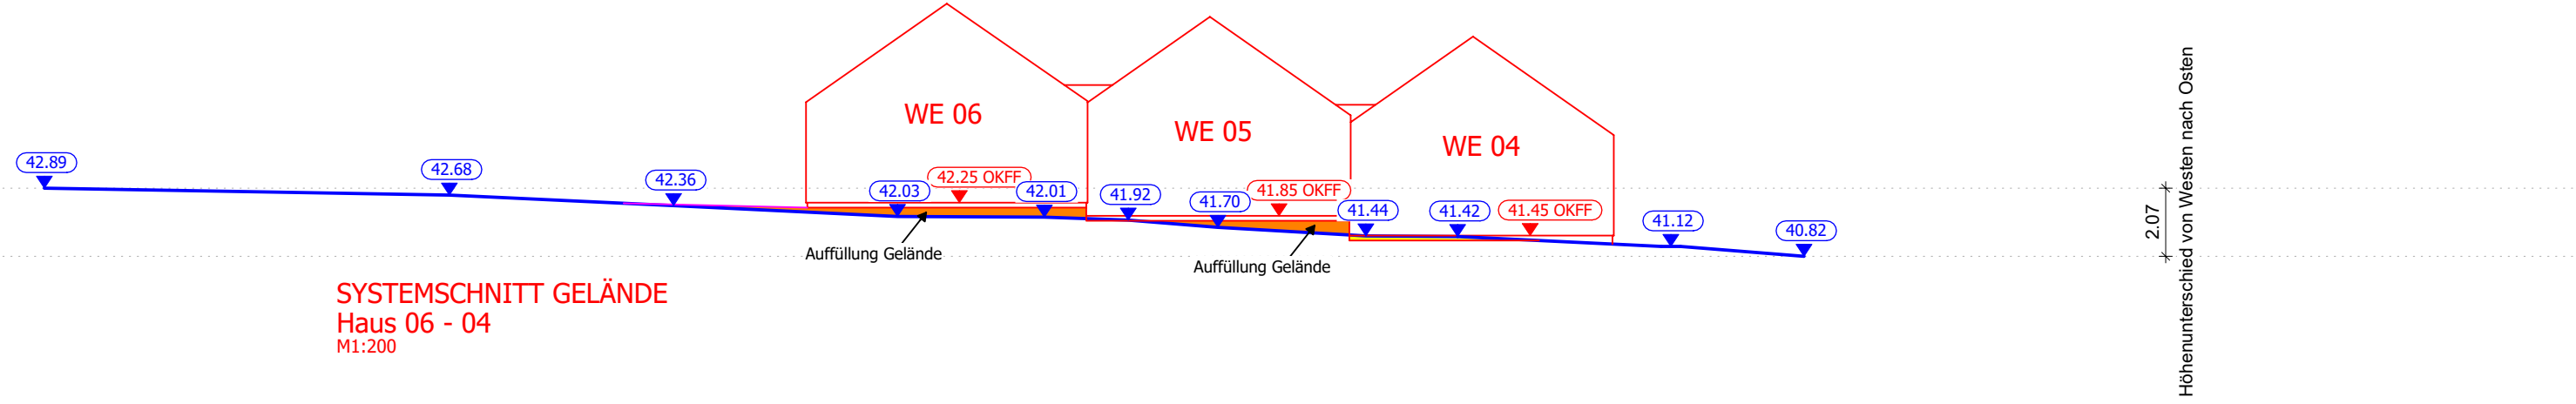 WE 06
WE 05
WE 04
42.89
42.68
42.36
42.03
42.25 OKFF
42.01
41.92
41.70
41.85 OKFF
41.44
41.42
41.45 OKFF
41.12
40.82
Auffüllung Gelände
Auffüllung Gelände
2.07
Höhenunterschied von Westen nach Osten
SYSTEMSCHNITT GELÄNDE
Haus 06 - 04
M1:200